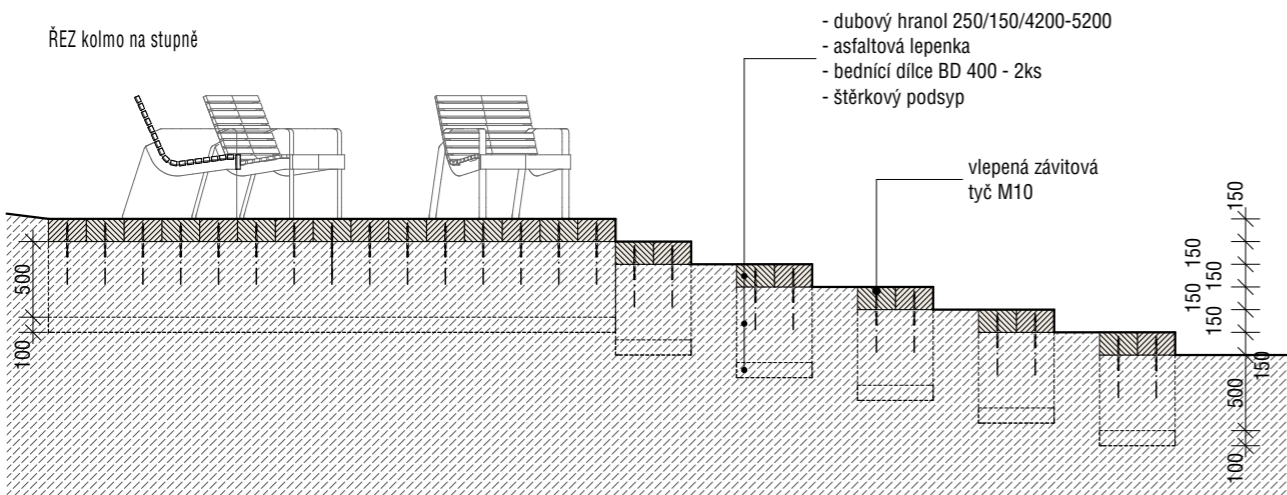 ŘEZ kolmo na stupně
- dubový hranol 250/150/4200-5200
- asfaltová lepenka
- bednící dílce BD 400 - 2ks
- štěrkový podsyp
vlepená závitová
tyč M10
500
100
150
150
150
150
150
150
500
100